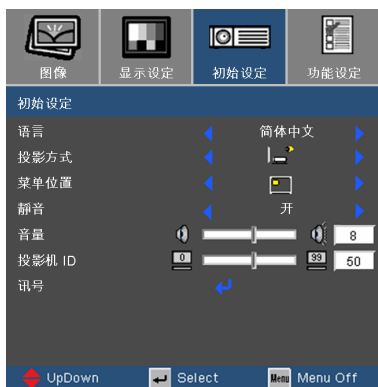 图像 显示设定 初始设定 功能设定
初始设定
语言 简体中文
投影方式
菜单位置
靜音 开
音量 8
投影机 ID 0 99 50
讯号
UpDown Select Menu Menu Off